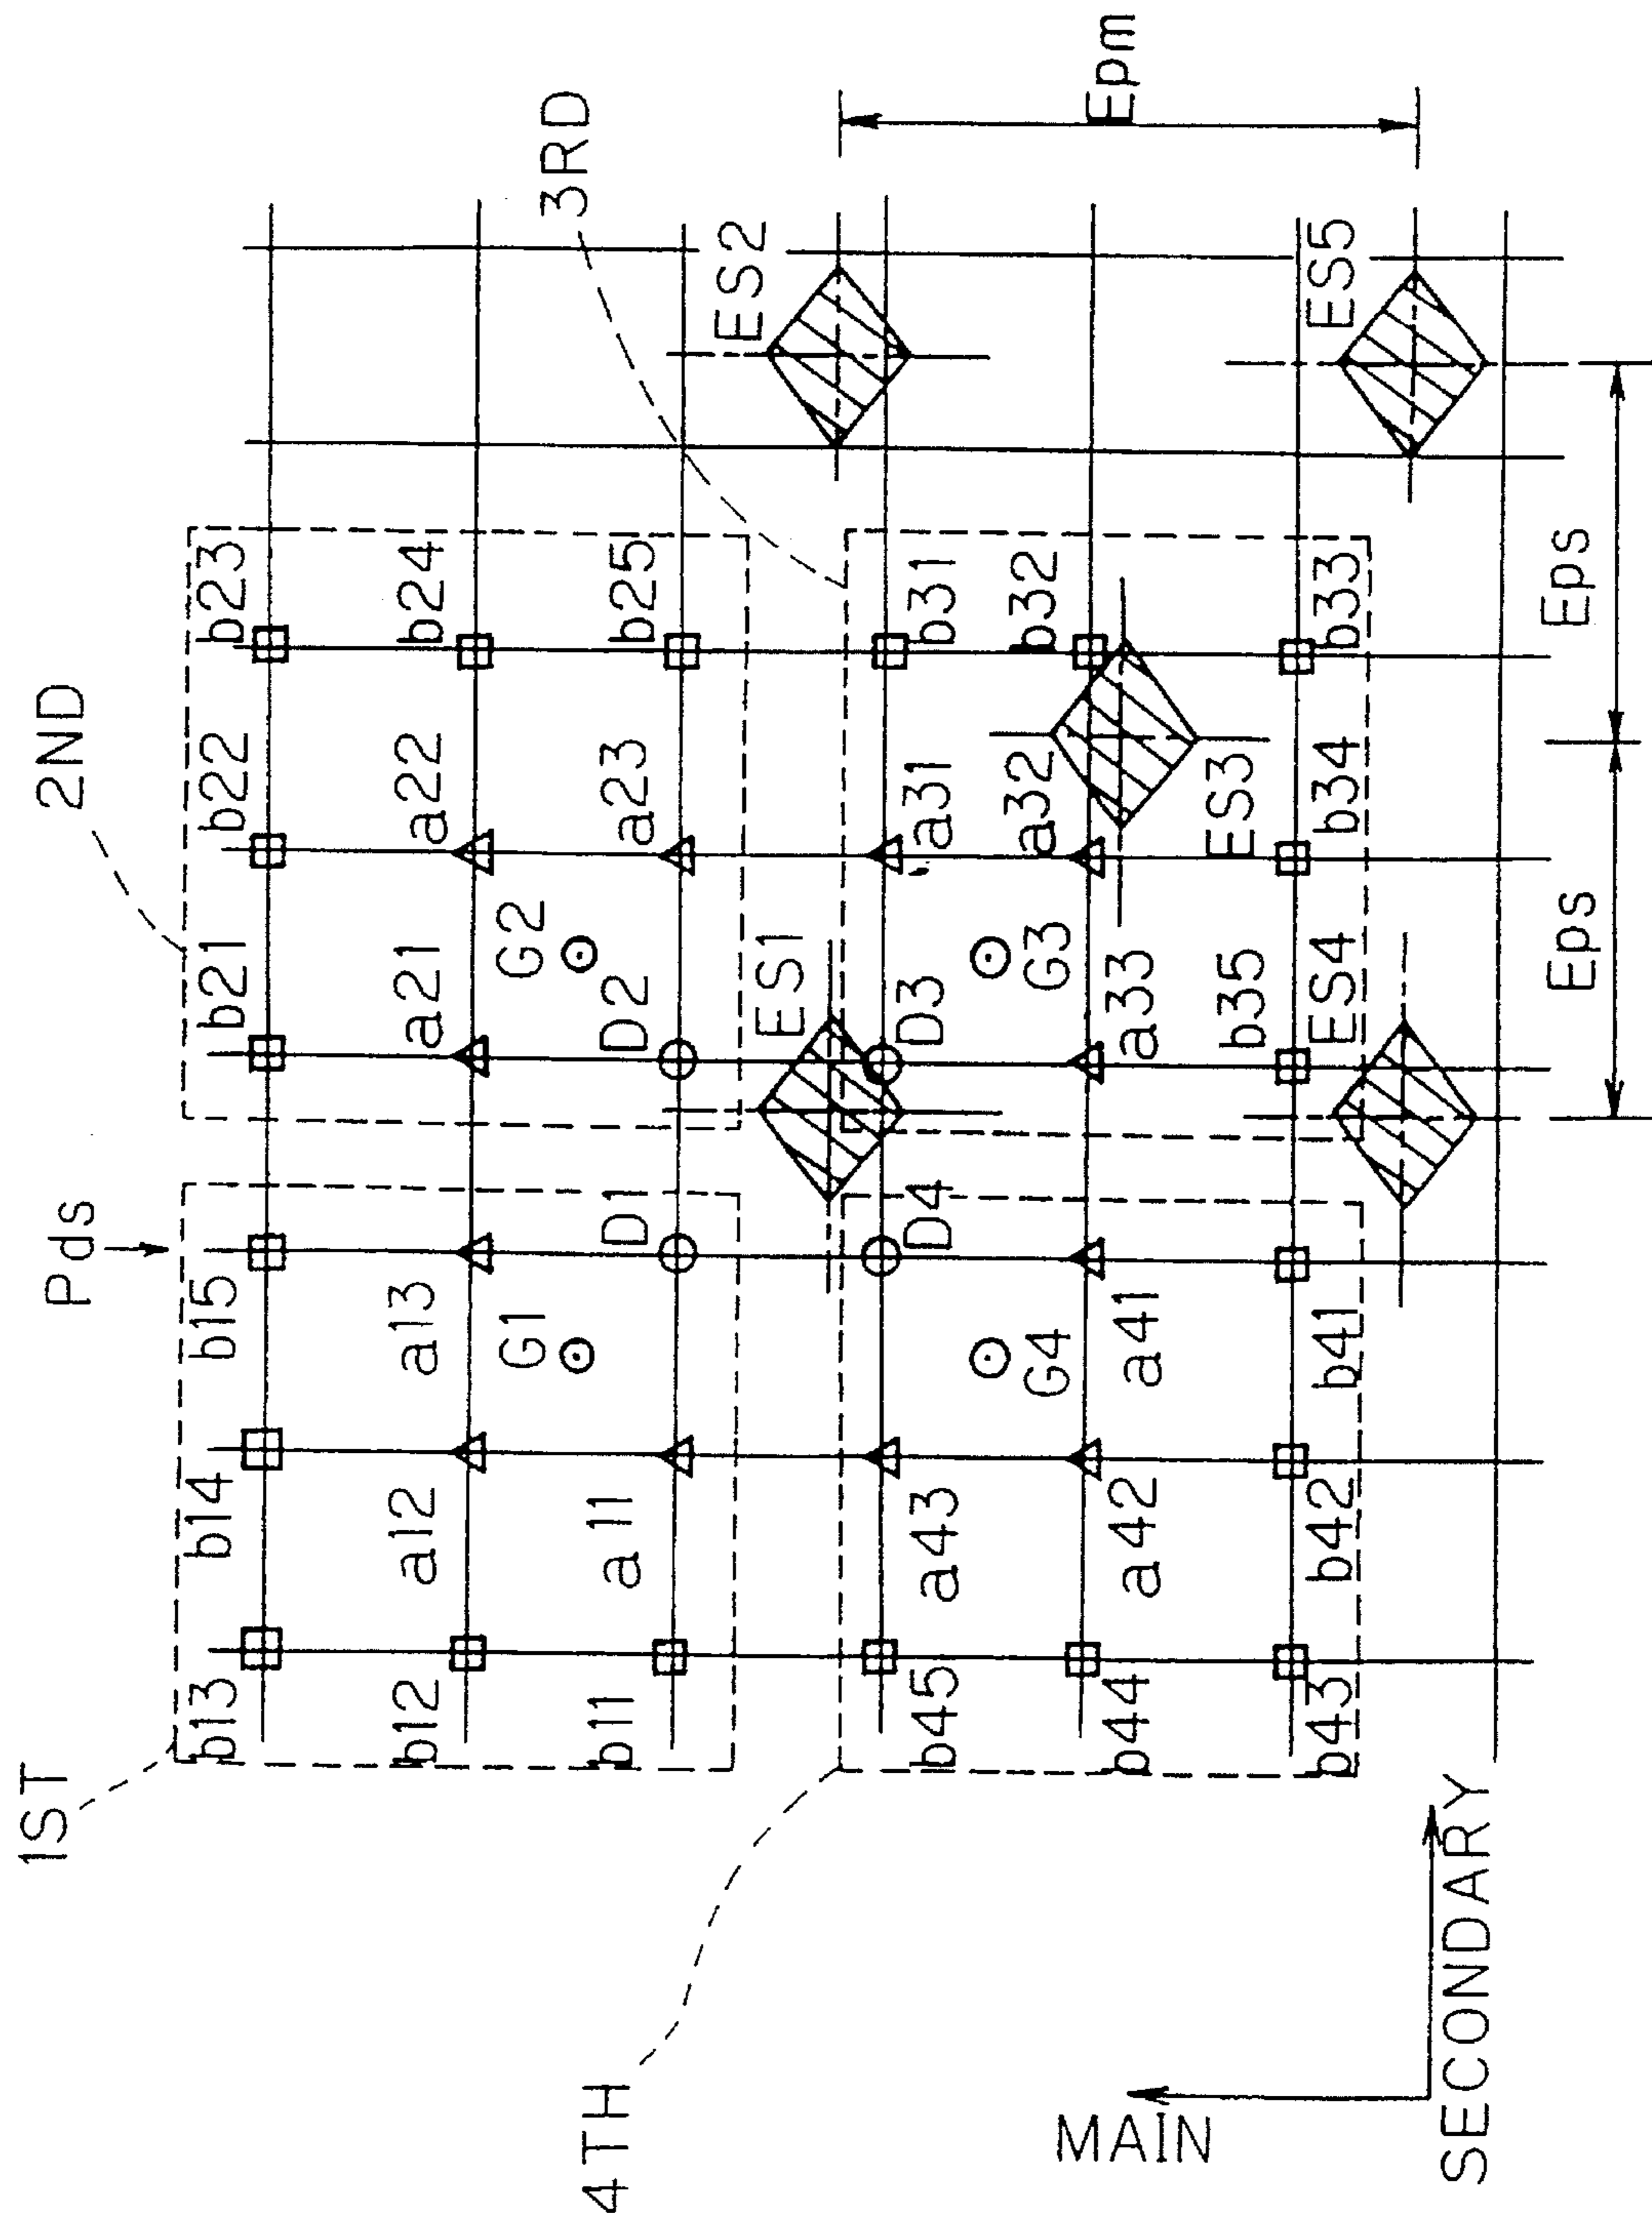 1ST
4TH
2ND
3RD
Pds
b13
b14
b15
b21
b22
b23
b12
a12
a13
a21
a22
b24
G1
G2
b11
a11
D1
D2
a23
b25
ES1
ES2
b45
a43
D4
D3
a31
b31
G4
G3
a32
b32
b44
a42
a41
a33
ES3
b43
b42
b41
b35
ES4
b34
b33
ES5
Epm
Eps
Eps
MAIN
SECONDARY